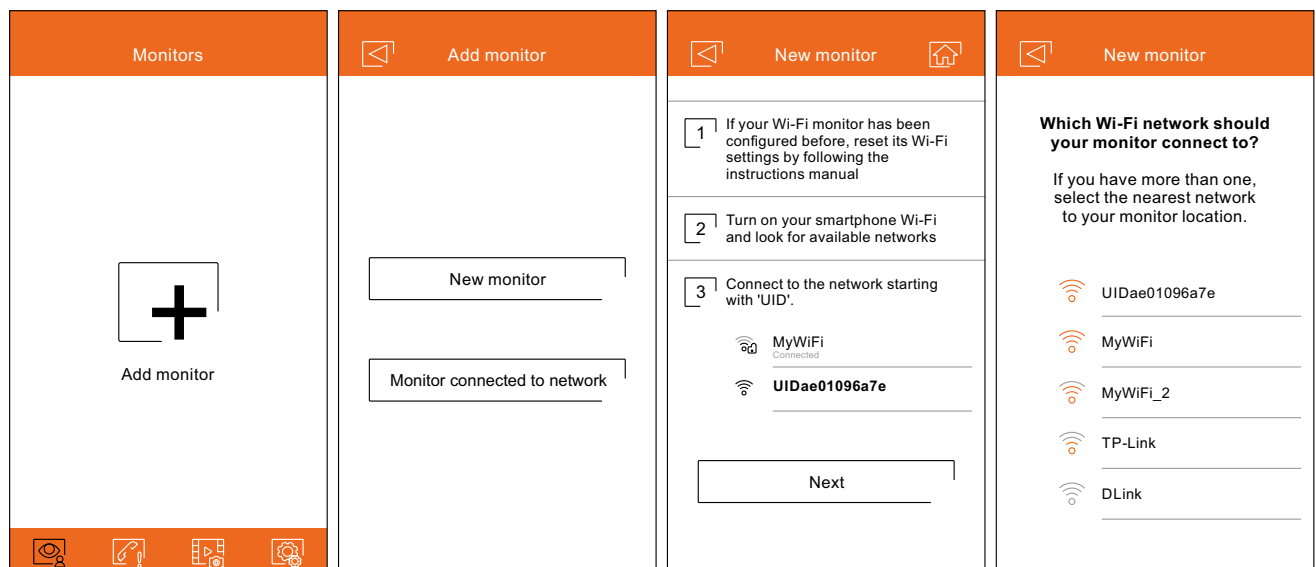 Monitors
Add monitor
Add monitor
New monitor
Monitor connected to network
New monitor
1
If your Wi-Fi monitor has been
configured before, reset its Wi-Fi
settings by following the
instructions manual
2
Turn on your smartphone Wi-Fi
and look for available networks
3
Connect to the network starting
with 'UID'.
MyWiFi
Connected
UIDae01096a7e
Next
New monitor
Which Wi-Fi network should
your monitor connect to?
If you have more than one,
select the nearest network
to your monitor location.
UIDae01096a7e
MyWiFi
MyWiFi_2
TP-Link
DLink